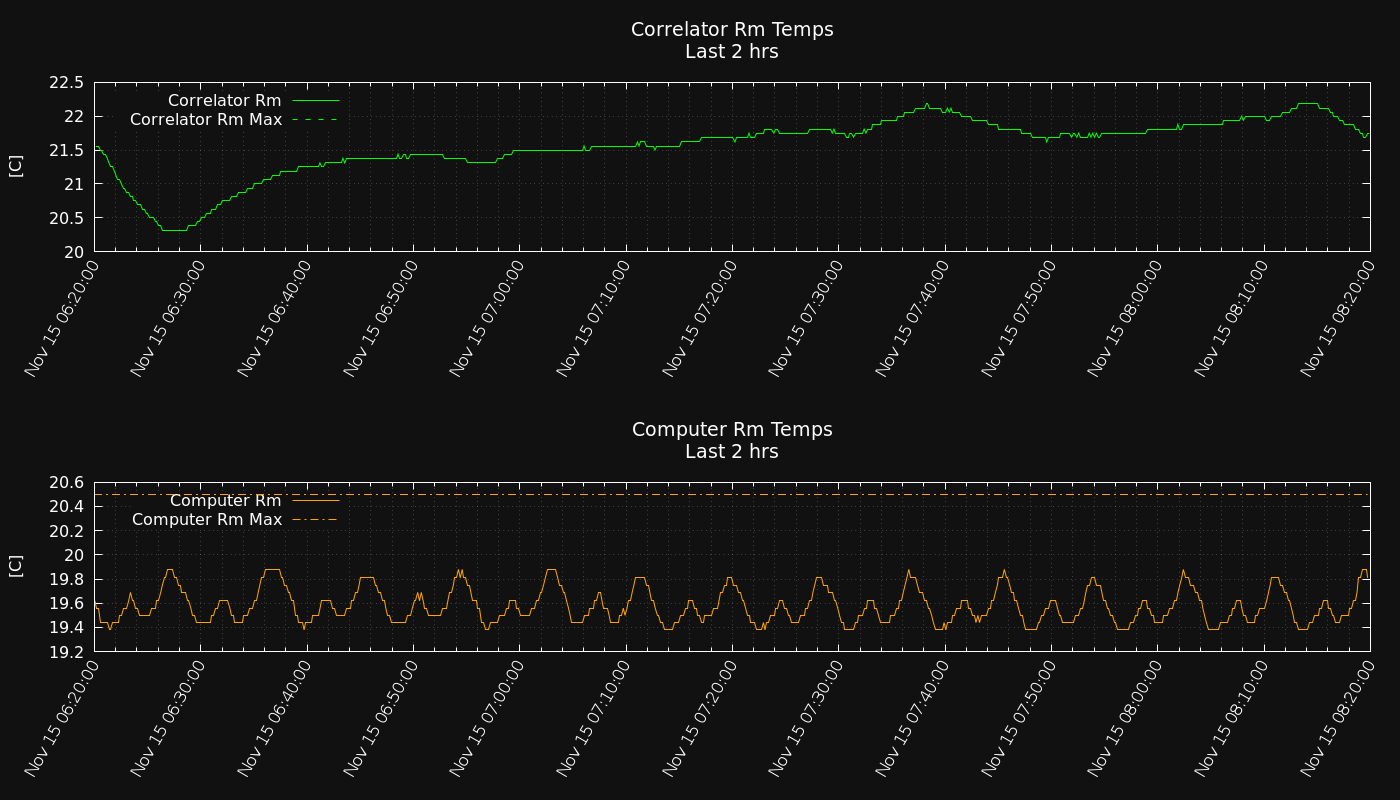 Correlator Rm Temps
Last 2 hrs
[C]
22.5
22
21.5
21
20.5
20
Correlator Rm
Correlator Rm Max
Nov 15 06:20:00
Nov 15 06:30:00
Nov 15 06:40:00
Nov 15 06:50:00
Nov 15 07:00:00
Nov 15 07:10:00
Nov 15 07:20:00
Nov 15 07:30:00
Nov 15 07:40:00
Nov 15 07:50:00
Nov 15 08:00:00
Nov 15 08:10:00
Nov 15 08:20:00
Computer Rm Temps
Last 2 hrs
[C]
20.6
20.4
20.2
20
19.8
19.6
19.4
19.2
Computer Rm
Computer Rm Max
Nov 15 06:20:00
Nov 15 06:30:00
Nov 15 06:40:00
Nov 15 06:50:00
Nov 15 07:00:00
Nov 15 07:10:00
Nov 15 07:20:00
Nov 15 07:30:00
Nov 15 07:40:00
Nov 15 07:50:00
Nov 15 08:00:00
Nov 15 08:10:00
Nov 15 08:20:00